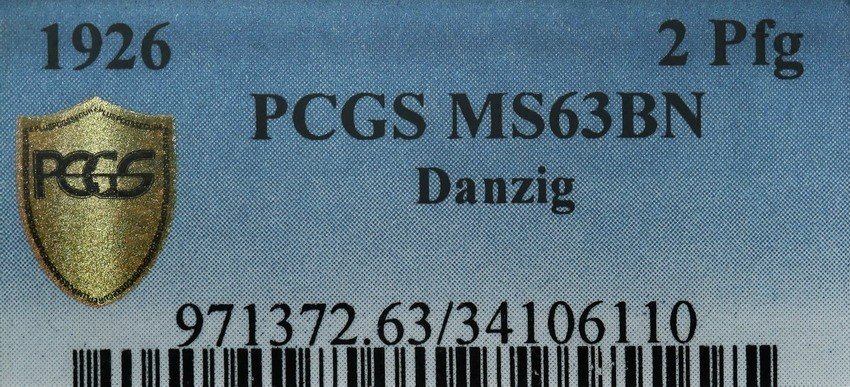 1926 2 Pfg
PCGS MS63BN
PCGS
Danzig
971372.63/34106110